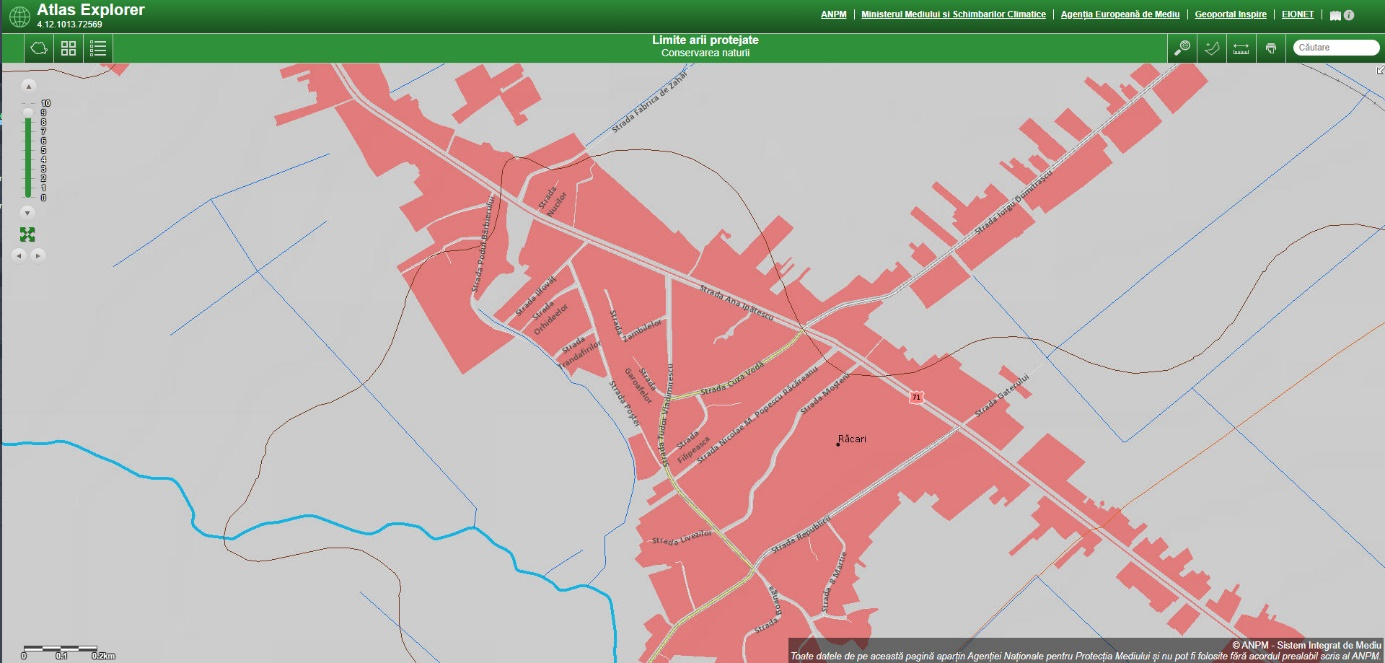 Atlas Explorer
4.12.1013.72569
ANPM | Ministerul Mediului si Schimbarilor Climatice | Agenția Europeană de Mediu | Geoportal Inspire | EIONET |
Limite arii protejate
Conservarea naturii
Căutare
10
9
8
7
6
5
4
3
2
1
0
Strada Fabrica de Zahăr
Strada Nucilor
Strada Podul Bărbierului
Strada Iuliu Dumitrașcu
Strada Ana Ipătescu
Strada
Orhideelor
Strada Zambilelor
Strada
Trandafirilor
Strada
Garoafelor
Strada Poștei
Strada Tudor Vladimirescu
Strada Cuza Vodă
Strada Nicolae M. Popescu Răcăreanu
Strada Moșteni
Strada
Filipeasca
71
Strada Gaterului
Răcari
Strada Livezilor
Strada Republicii
Strada 8 Martie
Strada
0 0.1 0.2km
© ANPM - Sistem Integrat de Mediu
Toate datele de pe această pagină aparțin Agenției Naționale pentru Protecția Mediului și nu pot fi folosite fără acordul prealabil scris al ANPM.